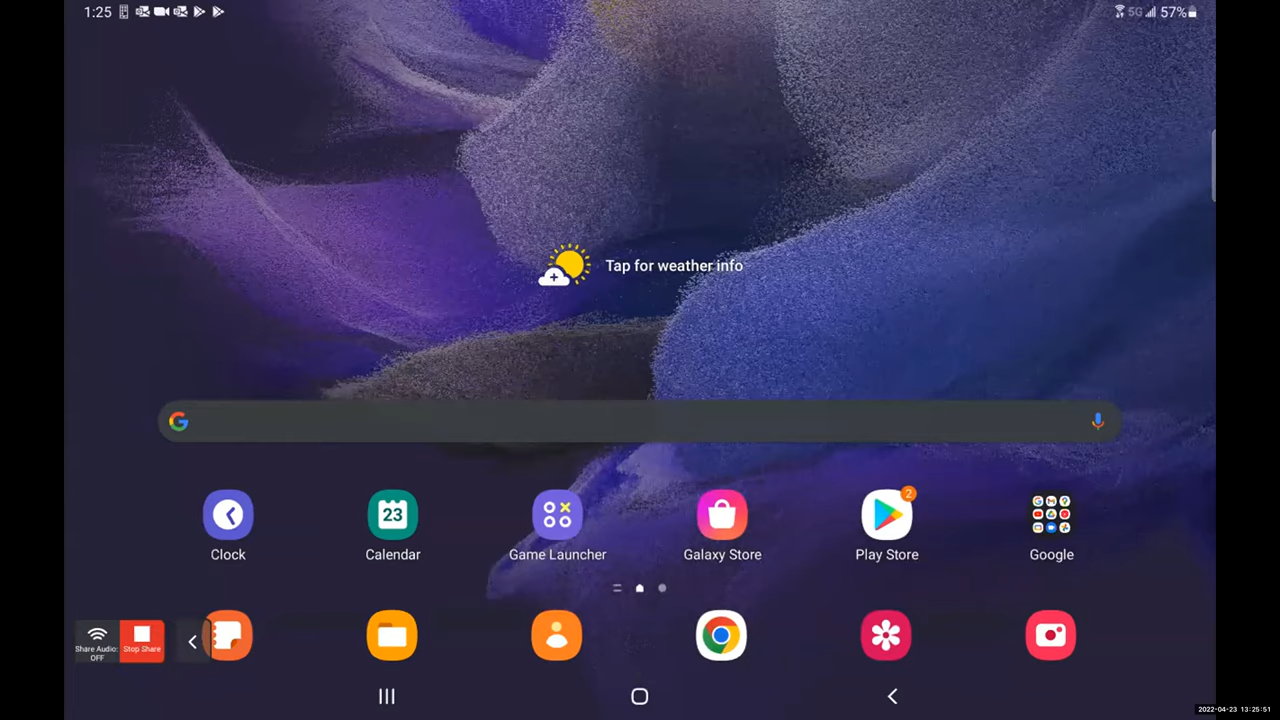 1:25
5G 57%
Tap for weather info
G
23
2
Clock
Calendar
Game Launcher
Galaxy Store
Play Store
Google
Share Audio:
OFF
Stop Share
2022-04-23 13:25:51